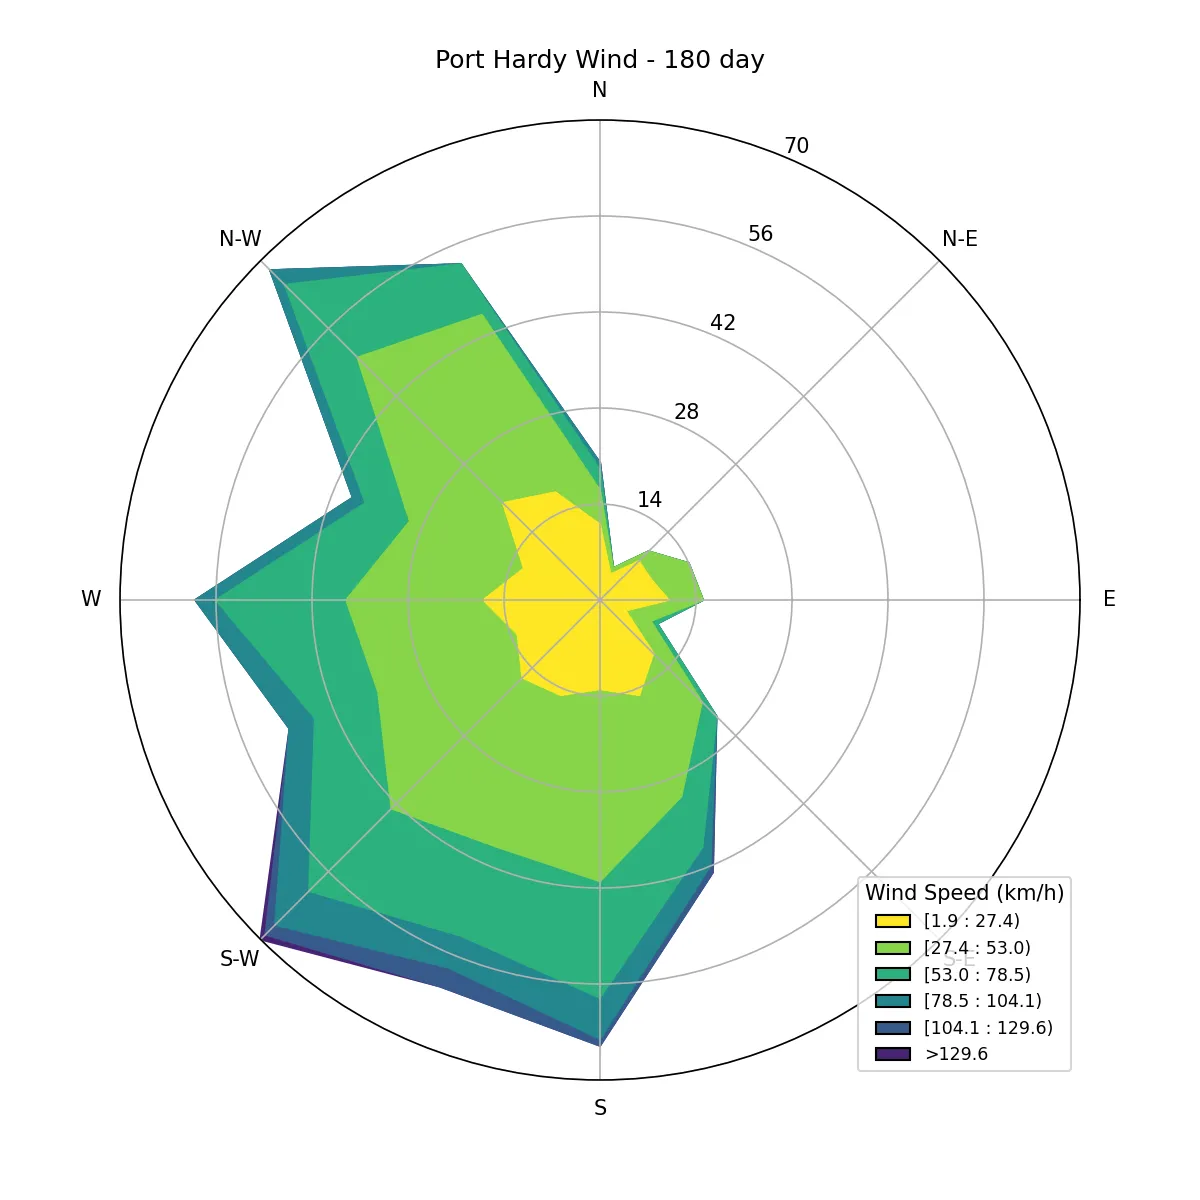 Port Hardy Wind - 180 day
N
70
N-W
56
N-E
42
28
14
W
E
Wind Speed (km/h)
[1.9 : 27.4)
[27.4 : 53.0)
S-W
S-E
[53.0 : 78.5)
[78.5 : 104.1)
[104.1 : 129.6)
>129.6
S